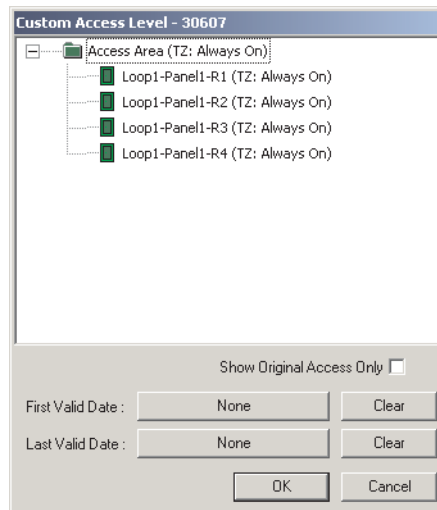 Custom Access Level - 30607
Access Area (TZ: Always On)
Loop1-Panel1-R1 (TZ: Always On)
Loop1-Panel1-R2 (TZ: Always On)
Loop1-Panel1-R3 (TZ: Always On)
Loop1-Panel1-R4 (TZ: Always On)
Show Original Access Only
First Valid Date : None Clear
Last Valid Date : None Clear
OK Cancel